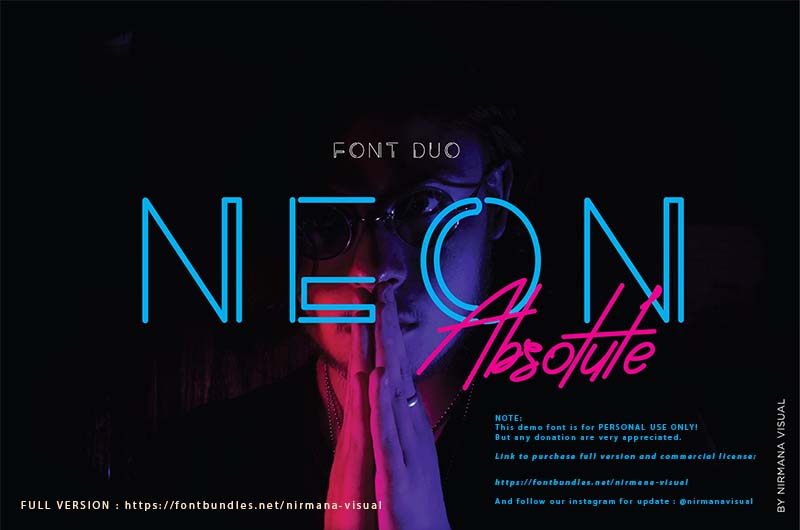 FONT DUO
NEON
Absolute
NOTE:
This demo font is for PERSONAL USE ONLY!
But any donation are very appreciated.
Link to purchase full version and commercial license:
https://fontbundles.net/nirmana-visual
And follow our instagram for update : @nirmanavisual
FULL VERSION : https://fontbundles.net/nirmana-visual
BY NIRMANA VISUAL